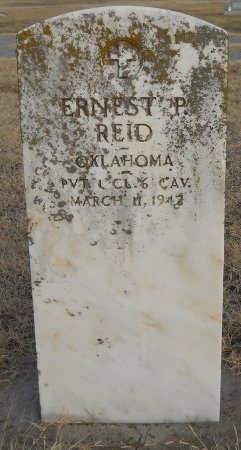 ERNEST P.
REID
OKLAHOMA
PVT. 1 CL. 6 CAV.
MARCH 11, 1942